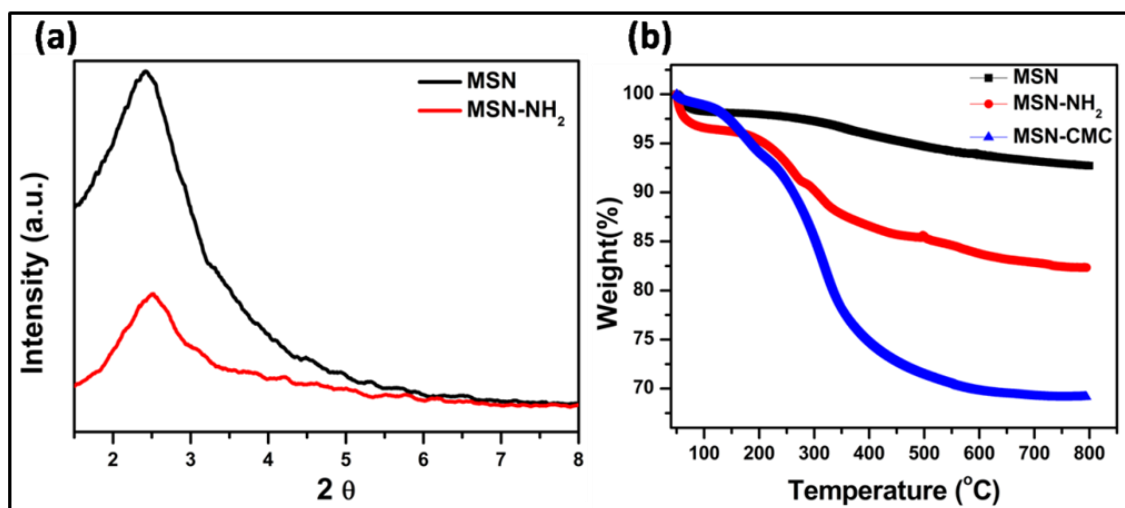 (a)
MSN
MSN-NH₂
Intensity (a.u.)
2 3 4 5 6 7 8
2 θ
(b)
MSN
MSN-NH₂
MSN-CMC
Weight(%)
100
95
90
85
80
75
70
100 200 300 400 500 600 700 800
Temperature (°C)